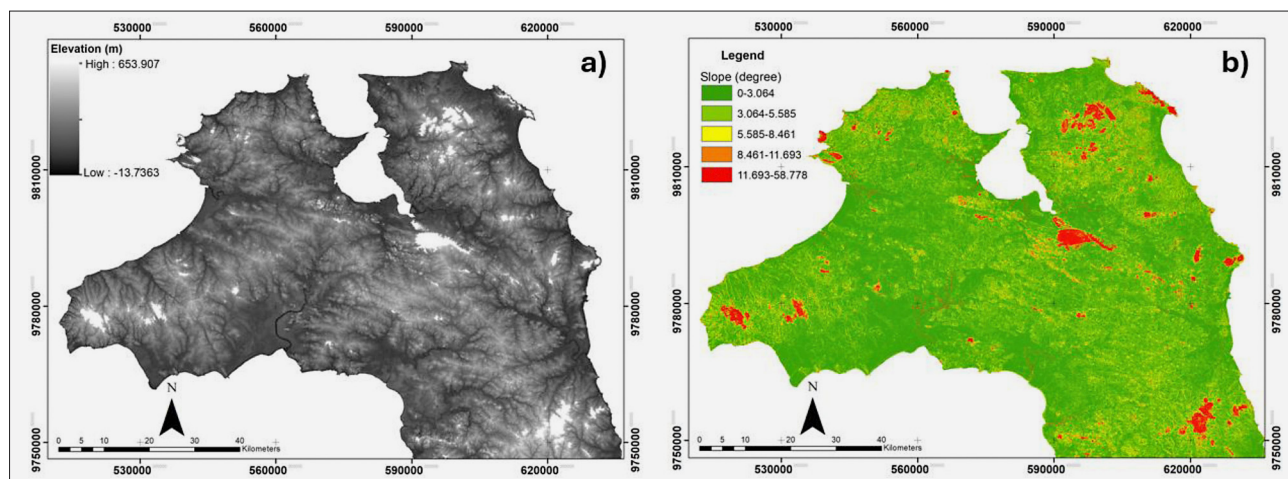 530000 560000 590000 620000
Elevation (m)
High : 653.907
Low : -13.7363
a)
9810000
9780000
9750000
N
0 5 10 20 30 40
Kilometers
530000 560000 590000 620000
530000 560000 590000 620000
Legend
Slope (degree)
0-3.064
3.064-5.585
5.585-8.461
8.461-11.693
11.693-58.778
b)
9810000
9780000
9750000
9810000
9780000
9750000
N
0 5 10 20 30 40
Kilometers
530000 560000 590000 620000